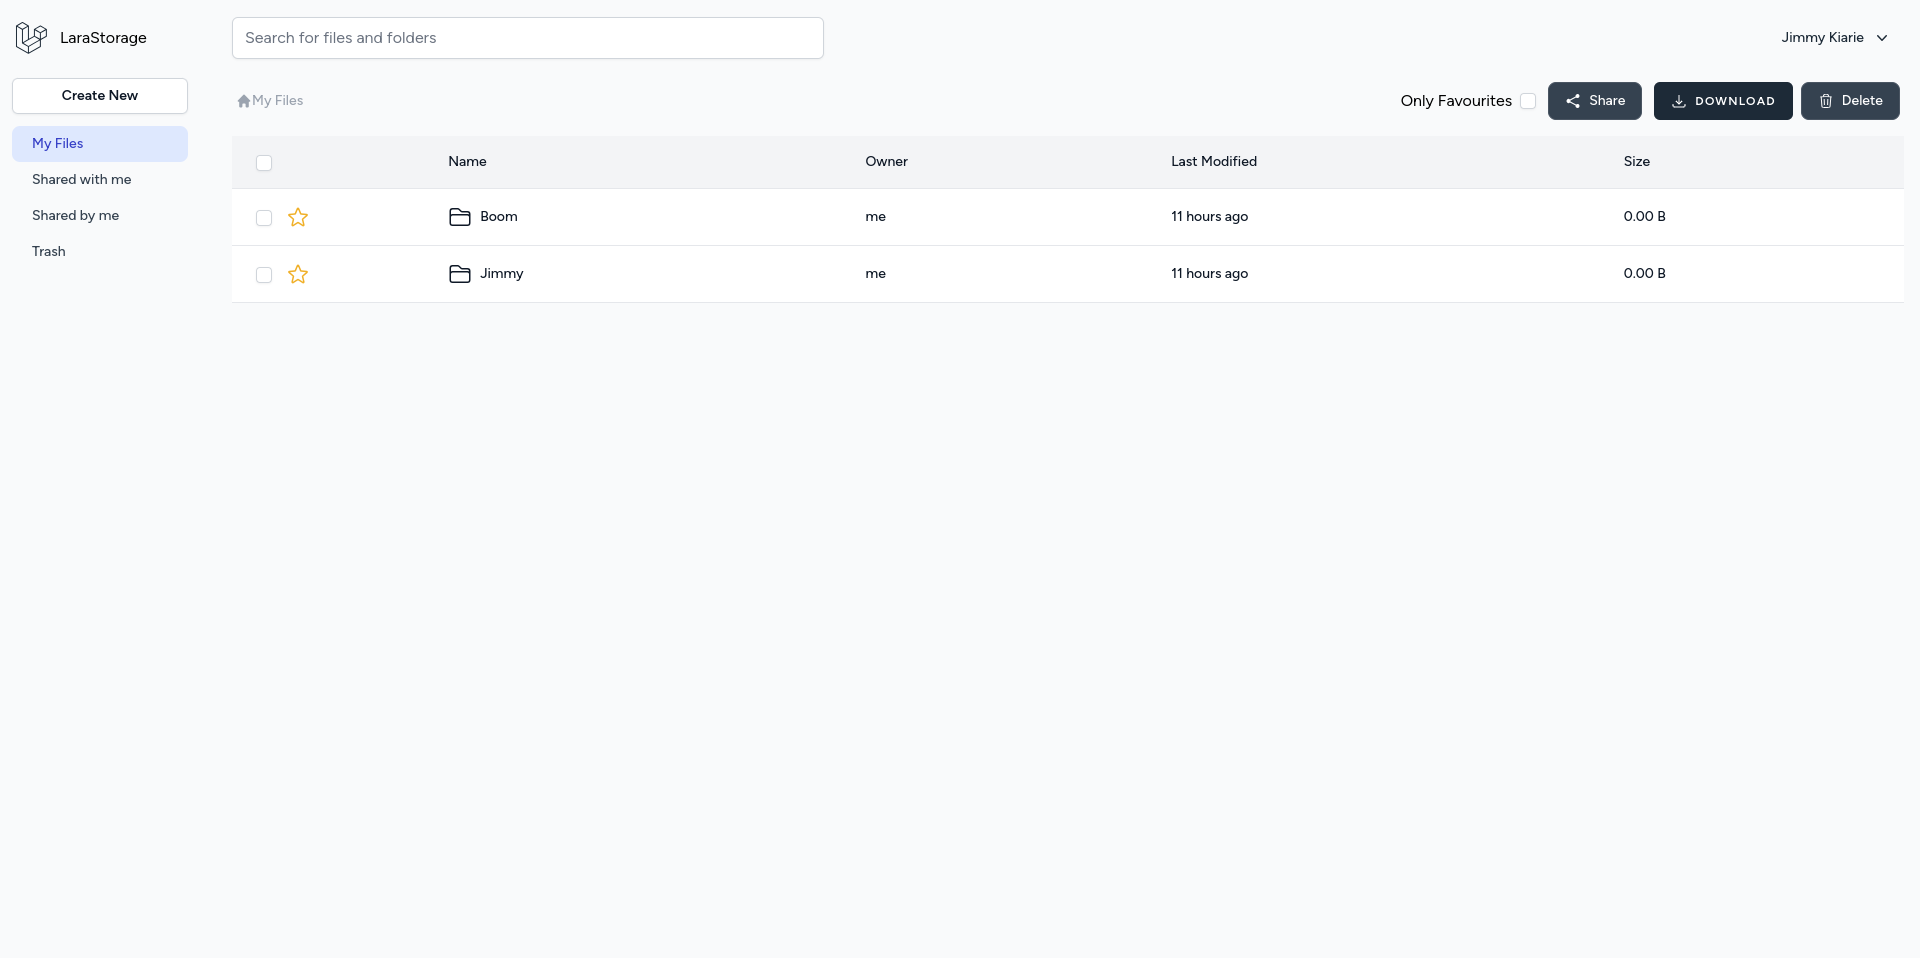 LaraStorage
Search for files and folders
Jimmy Kiarie
Create New
My Files
Shared with me
Shared by me
Trash
My Files
Only Favourites
Share
DOWNLOAD
Delete
Name Owner Last Modified Size
Boom me 11 hours ago 0.00 B
Jimmy me 11 hours ago 0.00 B